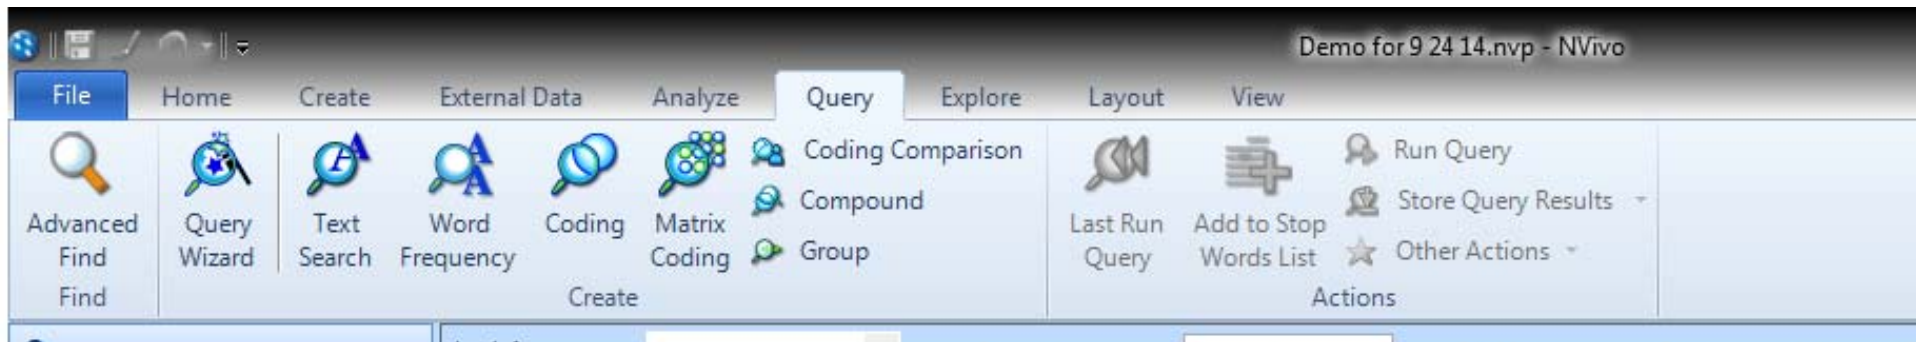 Demo for 9 24 14.nvp - NVivo
File Home Create External Data Analyze Query Explore Layout View
Advanced Find
Query Wizard
Text Search
Word Frequency
Coding
Matrix Coding
Coding Comparison
Compound
Group
Last Run Query
Add to Stop Words List
Run Query
Store Query Results
Other Actions
Find
Create
Actions